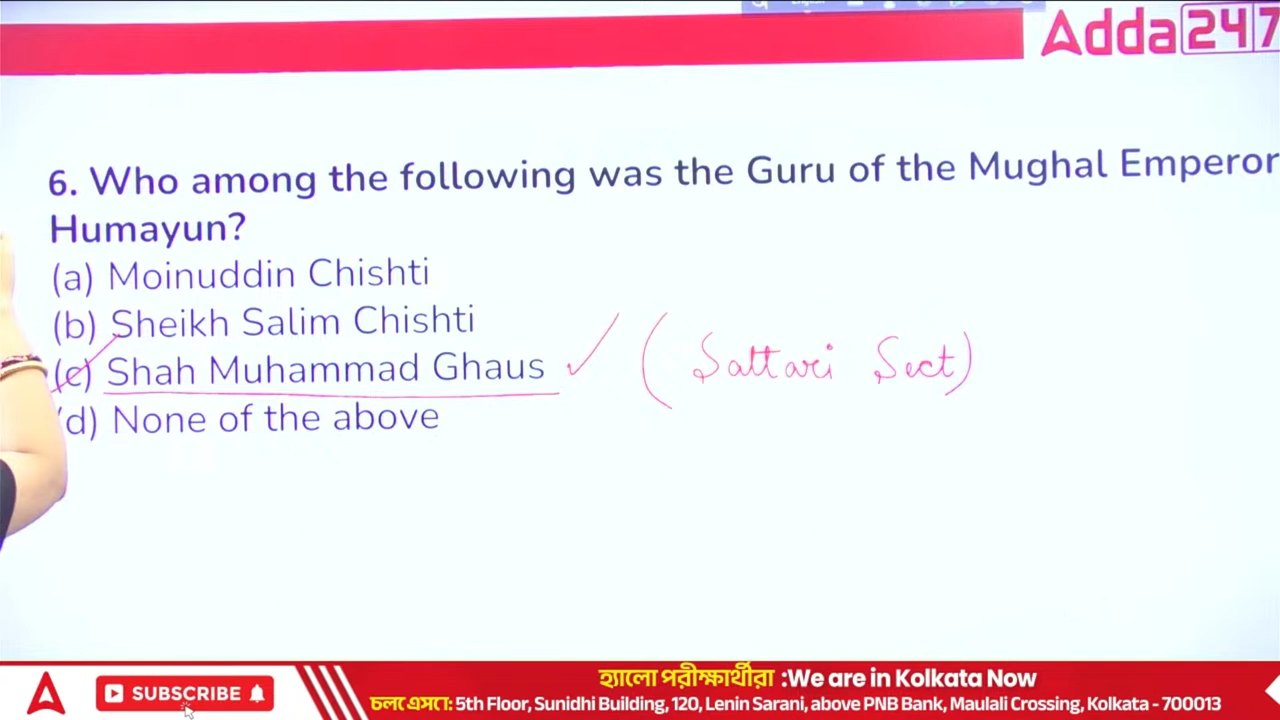 Adda247
6. Who among the following was the Guru of the Mughal Emperor
Humayun?
(a) Moinuddin Chishti
(b) Sheikh Salim Chishti
(c) Shah Muhammad Ghaus ✓ (Sattari Sect)
(d) None of the above
SUBSCRIBE
হ্যালো পরীক্ষার্থীরা :We are in Kolkata Now
চলে এসো: 5th Floor, Sunidhi Building, 120, Lenin Sarani, above PNB Bank, Maulali Crossing, Kolkata - 700013